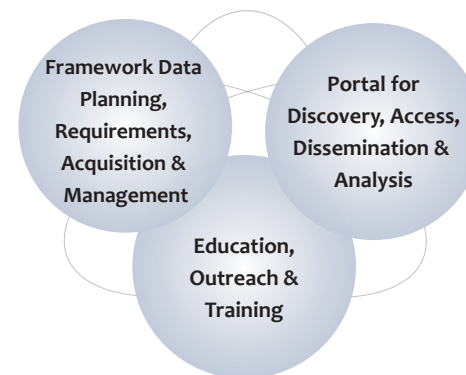 Framework Data
Planning,
Requirements,
Acquisition &
Management
Portal for
Discovery, Access,
Dissemination &
Analysis
Education,
Outreach &
Training